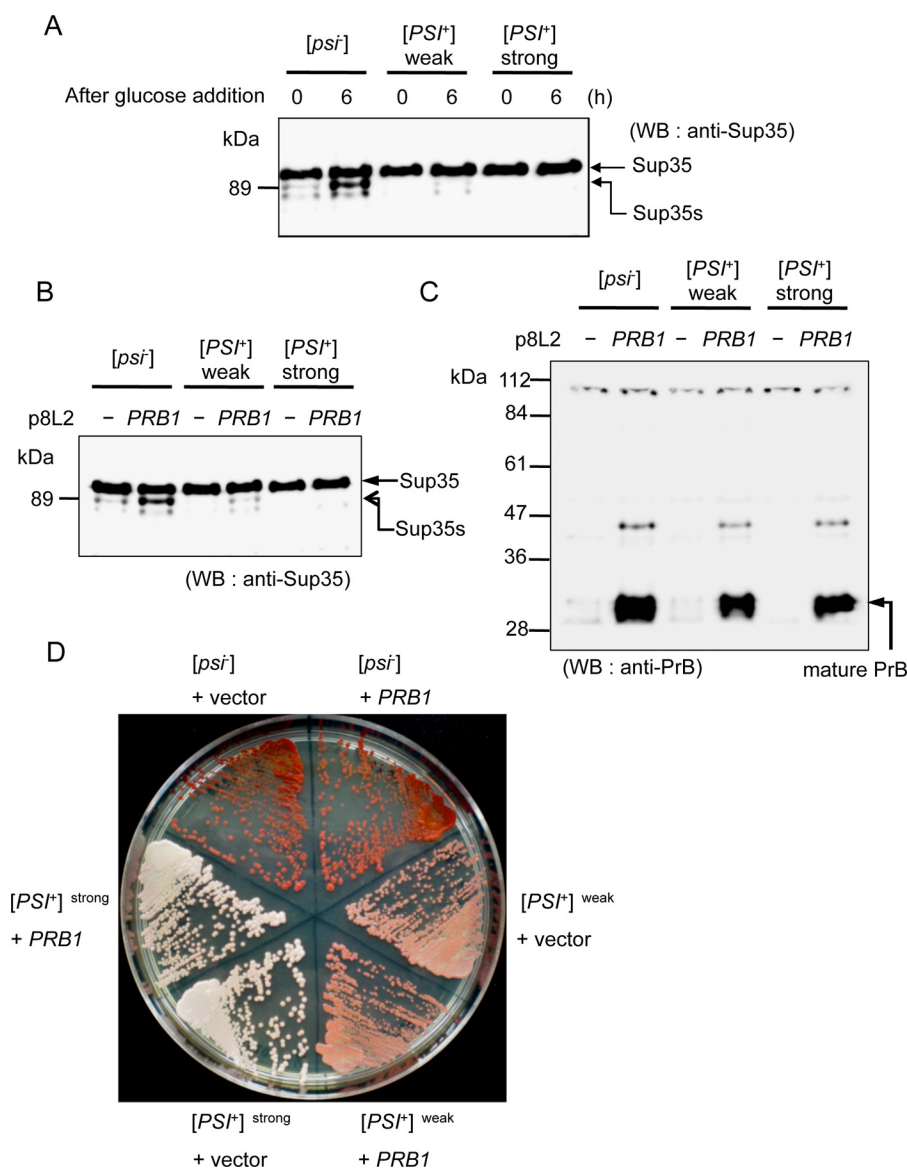 A
[psi-]
[PSI+] weak
[PSI+] strong
After glucose addition 0 6 0 6 0 6 (h)
kDa
(WB : anti-Sup35)
Sup35
89
Sup35s
B
[psi-]
[PSI+] weak
[PSI+] strong
p8L2 – PRB1 – PRB1 – PRB1
kDa
Sup35
89
Sup35s
(WB : anti-Sup35)
C
[psi-]
[PSI+] weak
[PSI+] strong
p8L2 – PRB1 – PRB1 – PRB1
kDa
112
84
61
47
36
28
(WB : anti-PrB)
mature PrB
D
[psi-]
+ vector
[psi-]
+ PRB1
[PSI+] strong
+ PRB1
[PSI+] weak
+ vector
[PSI+] strong
+ vector
[PSI+] weak
+ PRB1